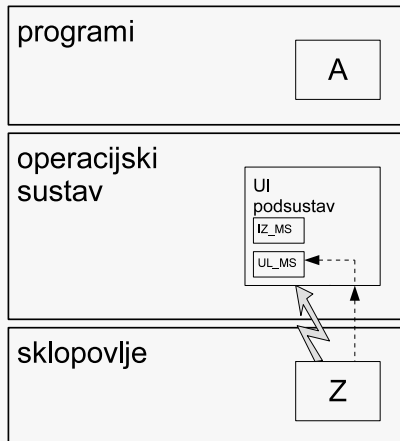 programi
A
operacijski
sustav
UI
podsustav
IZ_MS
UL_MS
sklopovlje
Z